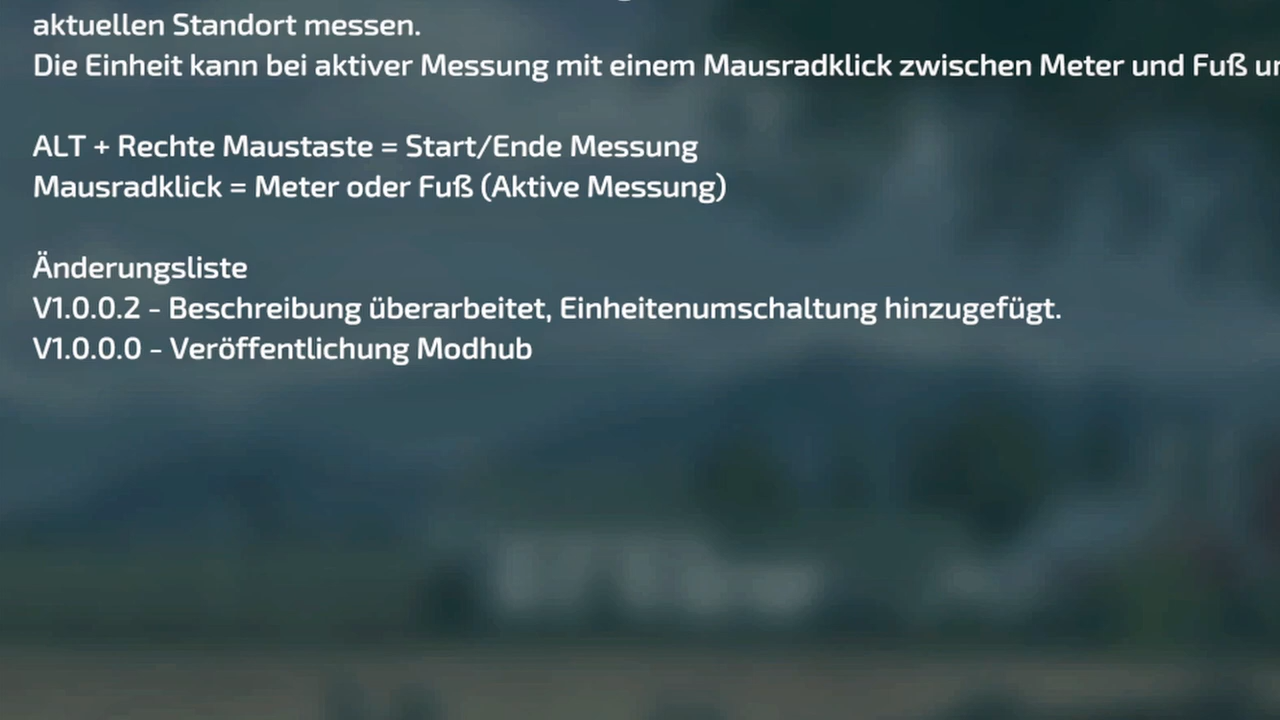 aktuellen Standort messen.
Die Einheit kann bei aktiver Messung mit einem Mausradklick zwischen Meter und Fuß
ALT + Rechte Maustaste = Start/Ende Messung
Mausradklick = Meter oder Fuß (Aktive Messung)
Änderungsliste
V1.0.0.2 - Beschreibung überarbeitet, Einheitenumschaltung hinzugefügt.
V1.0.0.0 - Veröffentlichung Modhub